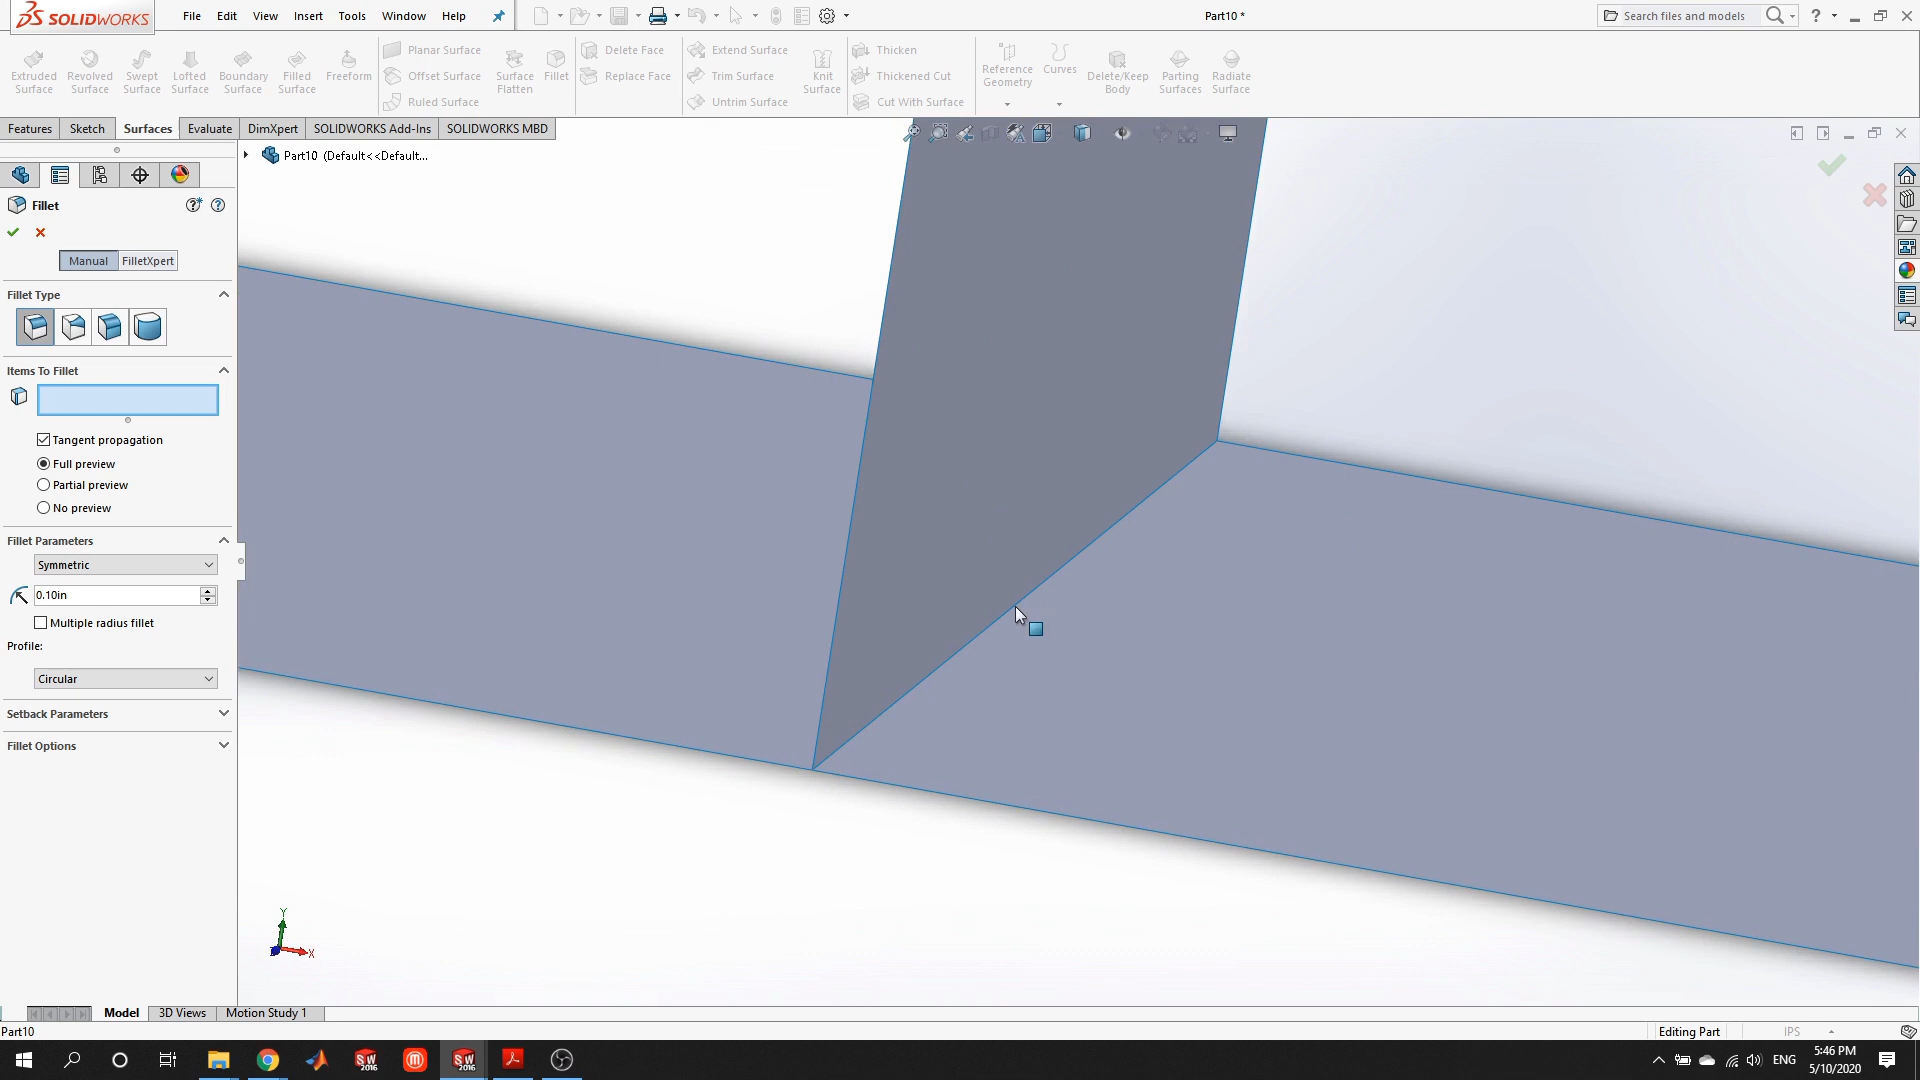 SOLIDWORKS File Edit View Insert Tools Window Help Part10 * Search files and models ?
Extruded Surface Revolved Surface Swept Surface Lofted Surface Boundary Surface Filled Surface Freeform
Planar Surface
Offset Surface
Ruled Surface
Surface Flatten
Fillet
Delete Face
Replace Face
Extend Surface
Trim Surface
Untrim Surface
Knit Surface
Thicken
Thickened Cut
Cut With Surface
Reference Geometry
Curves
Delete/Keep Body
Parting Surfaces
Radiate Surface
Features Sketch Surfaces Evaluate DimXpert SOLIDWORKS Add-Ins SOLIDWORKS MBD
Part10 (Default<<Default...
Fillet
Manual FilletXpert
Fillet Type
Items To Fillet
Tangent propagation
Full preview
Partial preview
No preview
Fillet Parameters
Symmetric
0.10in
Multiple radius fillet
Profile:
Circular
Setback Parameters
Fillet Options
Y
X
Model 3D Views Motion Study 1
Part10 Editing Part IPS
SW 2016 SW 2016 ENG 5:46 PM
5/10/2020